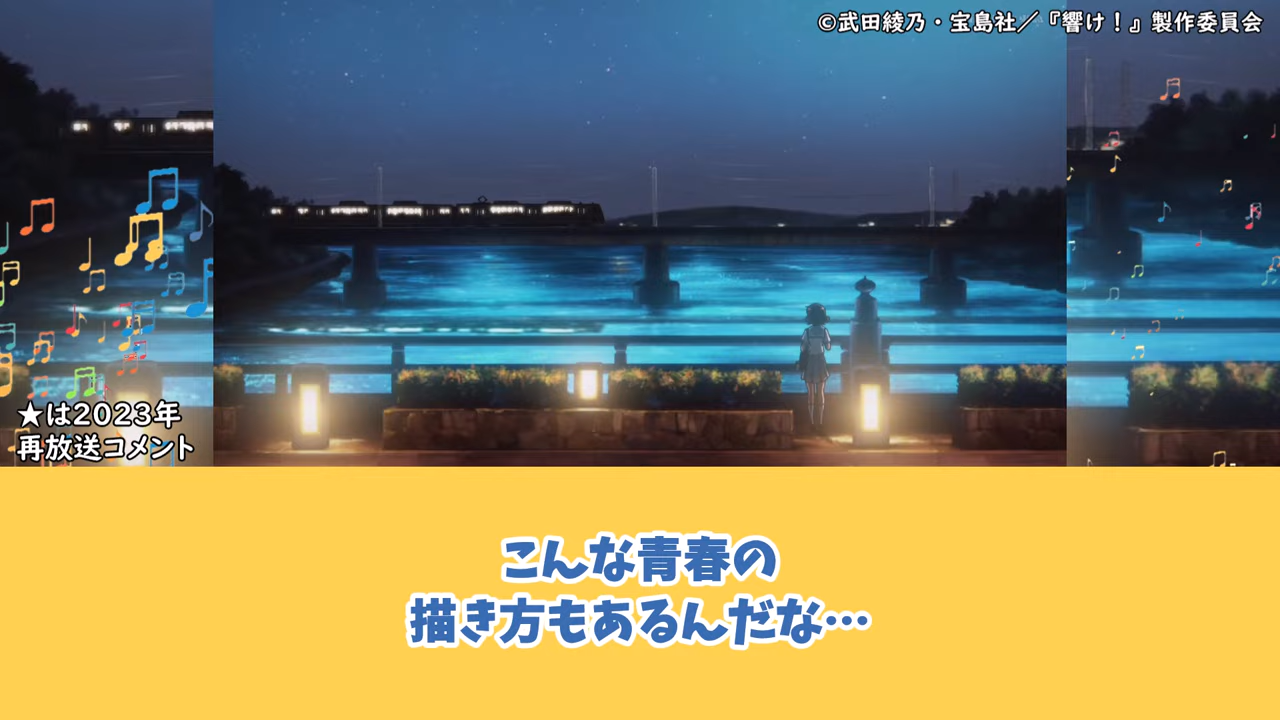 ©武田綾乃・宝島社／『響け！』製作委員会
★は2023年
再放送コメント
こんな青春の
描き方もあるんだな…